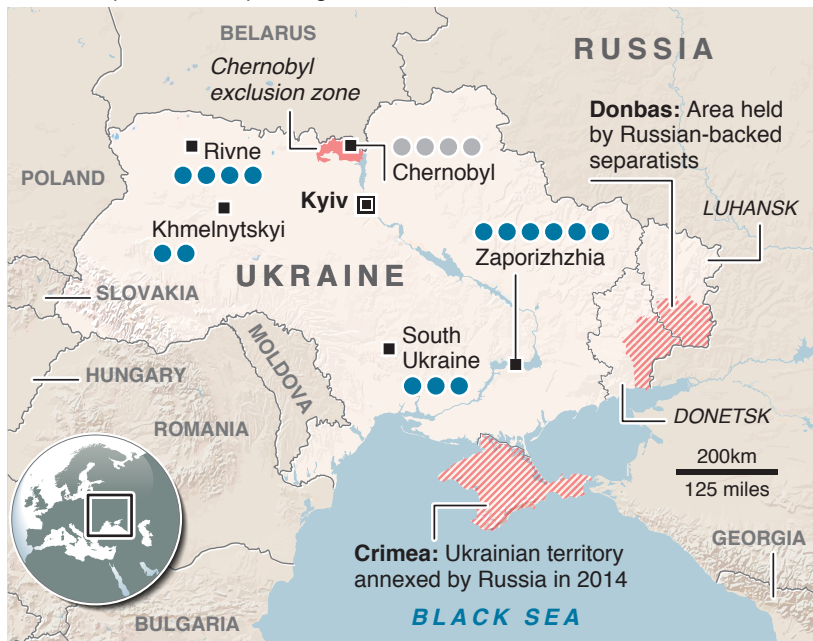 BELARUS
RUSSIA
Chernobyl
exclusion zone
Donbas: Area held
by Russian-backed
separatists
Rivne
Chernobyl
POLAND
Kyiv
LUHANSK
Khmelnytskyi
Zaporizhzhia
UKRAINE
SLOVAKIA
MOLDOVA
South
Ukraine
HUNGARY
ROMANIA
DONETSK
200km
125 miles
GEORGIA
Crimea: Ukrainian territory
annexed by Russia in 2014
BLACK SEA
BULGARIA